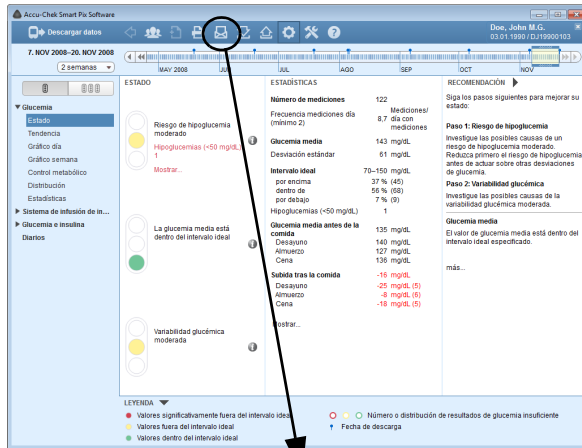 Accu-Chek Smart Pix Software
Descargar datos
Doe, John M.G.
03.01.1980 / DJ19900103
7. NOV 2008–20. NOV 2008
2 semanas
MAY 2008 JUN JUL AGO SEP OCT NOV
Glucemia
Estado
Tendencia
Gráfico día
Gráfico semana
Control metabólico
Distribución
Estadísticas
Sistema de infusión de in...
Glucemia e insulina
Diarios
ESTADO
Riesgo de hipoglucemia
moderado
Hipoglucemias (<50 mg/dL)
1
Mostrar...
La glucemia media está
dentro del intervalo ideal
Variabilidad glucémica
moderada
ESTADÍSTICAS
Número de mediciones 122
Frecuencia mediciones día (mínimo 2) 8,7 Mediciones/día con mediciones
Glucemia media 143 mg/dL
Desviación estándar 61 mg/dL
Intervalo ideal 70–150 mg/dL
por encima 37 % (45)
dentro de 56 % (68)
por debajo 7 % (9)
Hipoglucemias (<50 mg/dL) 1
Glucemia media antes de la comida 135 mg/dL
Desayuno 140 mg/dL
Almuerzo 127 mg/dL
Cena 136 mg/dL
Subida tras la comida -16 mg/dL
Desayuno -25 mg/dL (5)
Almuerzo -8 mg/dL (6)
Cena -18 mg/dL (5)
Mostrar...
RECOMENDACIÓN
Siga los pasos siguientes para mejorar su
estado:
Paso 1: Riesgo de hipoglucemia
Investigue las posibles causas de un
riesgo de hipoglucemia moderado.
Reduzca primero el riesgo de hipoglucemia
antes de actuar sobre otras desviaciones
de glucemia.
Paso 2: Variabilidad glucémica
Investigue las posibles causas de la
variabilidad glucémica moderada.
Glucemia media
El valor de glucemia media está dentro del
intervalo ideal especificado.
más...
LEYENDA
Valores significativamente fuera del intervalo ideal
Valores fuera del intervalo ideal
Valores dentro del intervalo ideal
Número o distribución de resultados de glucemia insuficiente
Fecha de descarga